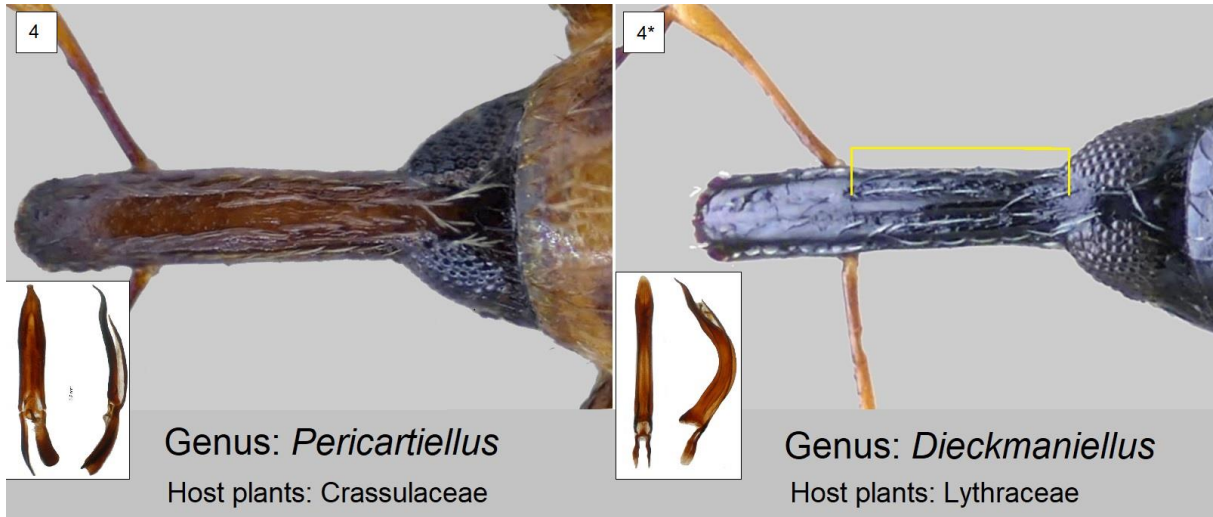 4
4*
Genus: Pericartiellus
Host plants: Crassulaceae
Genus: Dieckmaniellus
Host plants: Lythraceae